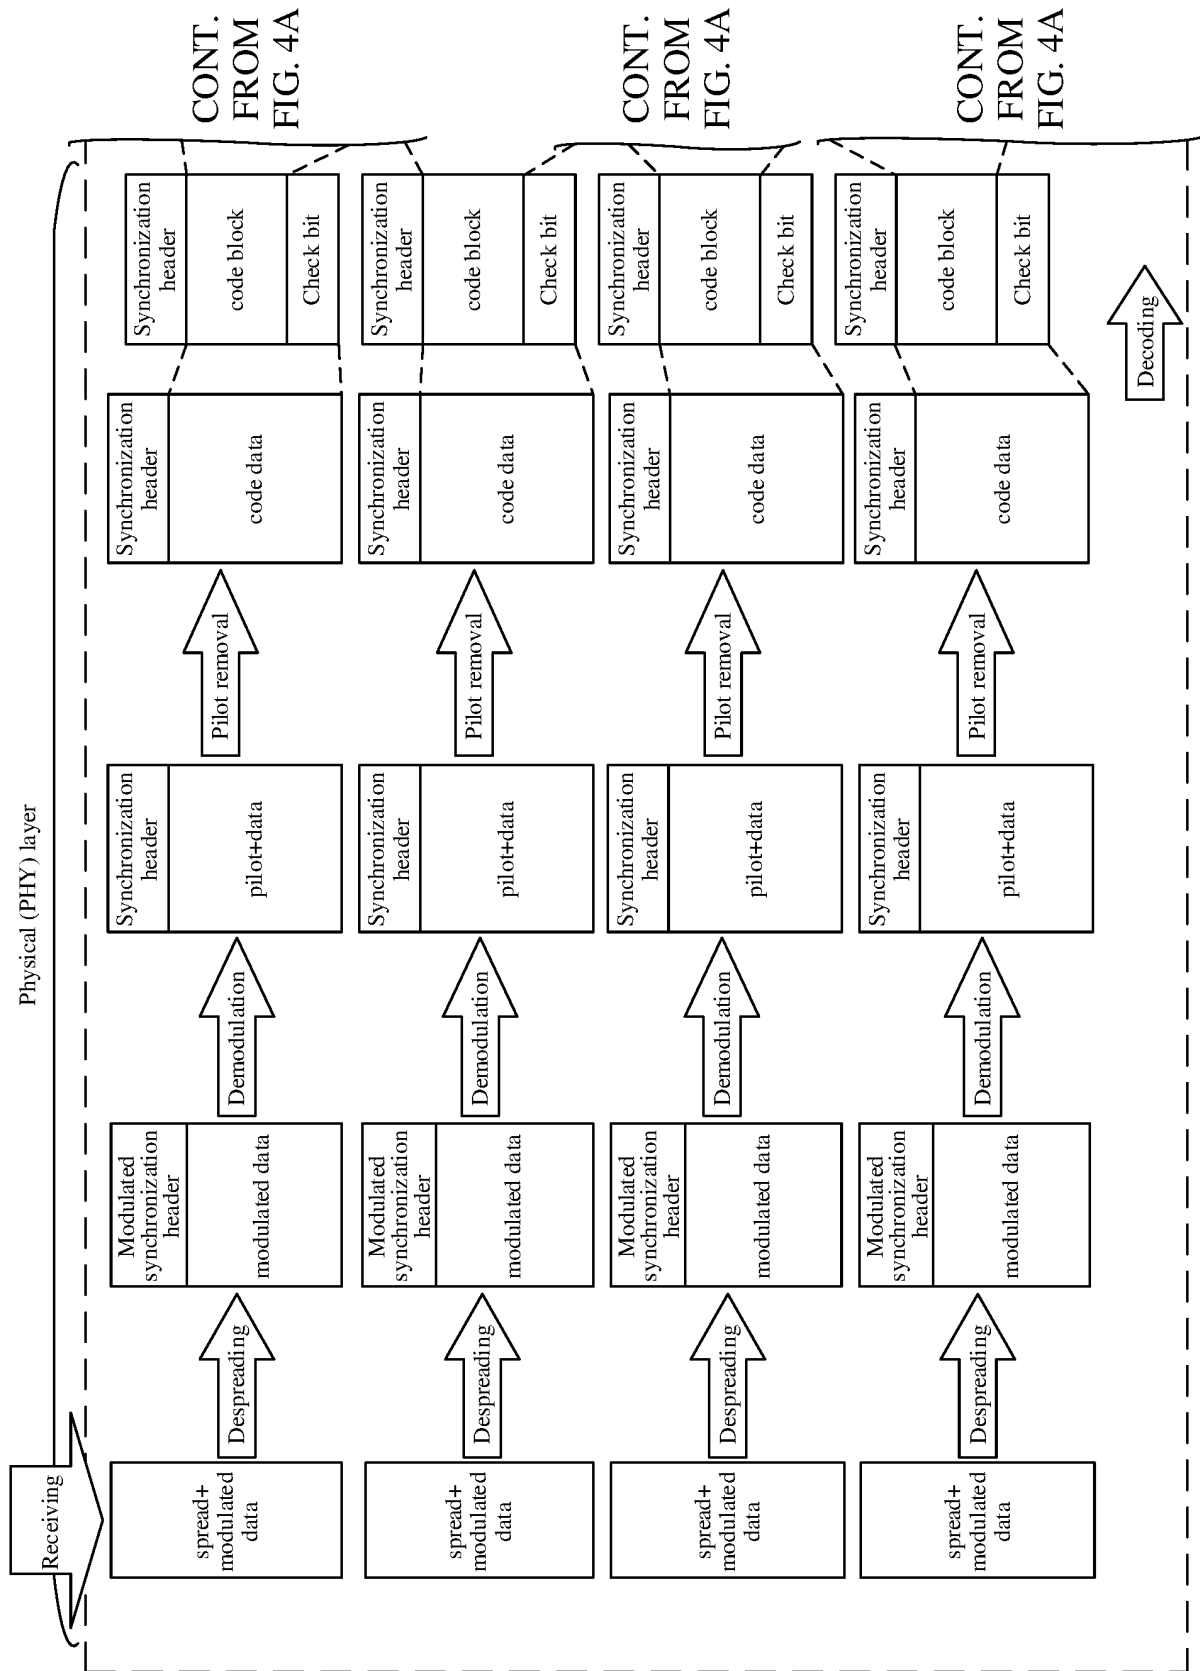 Physical (PHY) layer
Receiving
CONT.
FROM
FIG. 4A
CONT.
FROM
FIG. 4A
CONT.
FROM
FIG. 4A
spread+
modulated
data
Despreading
Modulated
synchronization
header
modulated data
Demodulation
Synchronization
header
pilot+data
Pilot removal
Synchronization
header
code data
Synchronization
header
code block
Check bit
spread+
modulated
data
Despreading
Modulated
synchronization
header
modulated data
Demodulation
Synchronization
header
pilot+data
Pilot removal
Synchronization
header
code data
Synchronization
header
code block
Check bit
spread+
modulated
data
Despreading
Modulated
synchronization
header
modulated data
Demodulation
Synchronization
header
pilot+data
Pilot removal
Synchronization
header
code data
Synchronization
header
code block
Check bit
spread+
modulated
data
Despreading
Modulated
synchronization
header
modulated data
Demodulation
Synchronization
header
pilot+data
Pilot removal
Synchronization
header
code data
Synchronization
header
code block
Check bit
Decoding